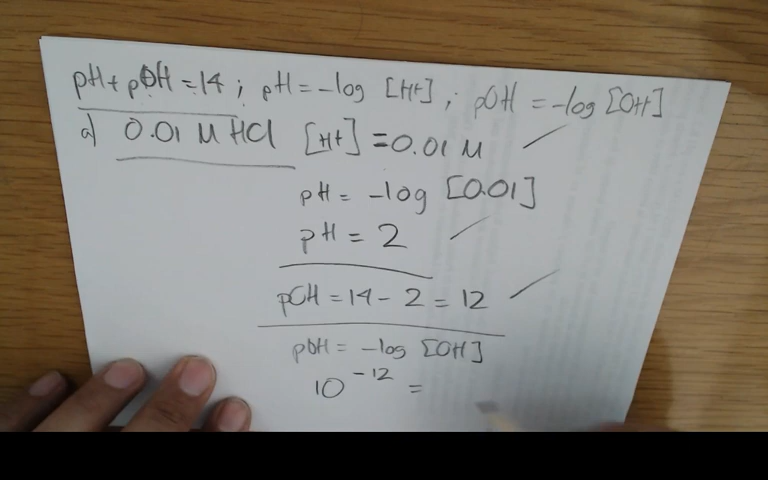 pH + pOH = 14 ; pH = -log [H+] ; pOH = -log [OH]
a) 0.01 M HCl [H+] = 0.01 M
pH = -log [0.01]
pH = 2
pOH = 14 - 2 = 12
pOH = -log [OH]
10^-12 =